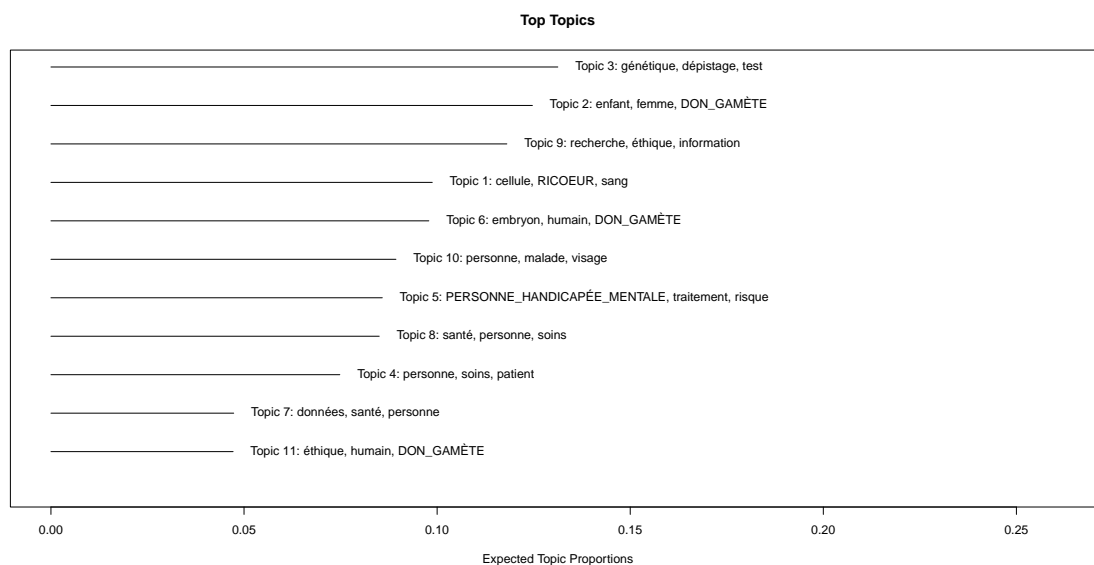 Top Topics
Topic 3: génétique, dépistage, test
Topic 2: enfant, femme, DON_GAMÈTE
Topic 9: recherche, éthique, information
Topic 1: cellule, RICOEUR, sang
Topic 6: embryon, humain, DON_GAMÈTE
Topic 10: personne, malade, visage
Topic 5: PERSONNE_HANDICAPÉE_MENTALE, traitement, risque
Topic 8: santé, personne, soins
Topic 4: personne, soins, patient
Topic 7: données, santé, personne
Topic 11: éthique, humain, DON_GAMÈTE
0.00 0.05 0.10 0.15 0.20 0.25
Expected Topic Proportions